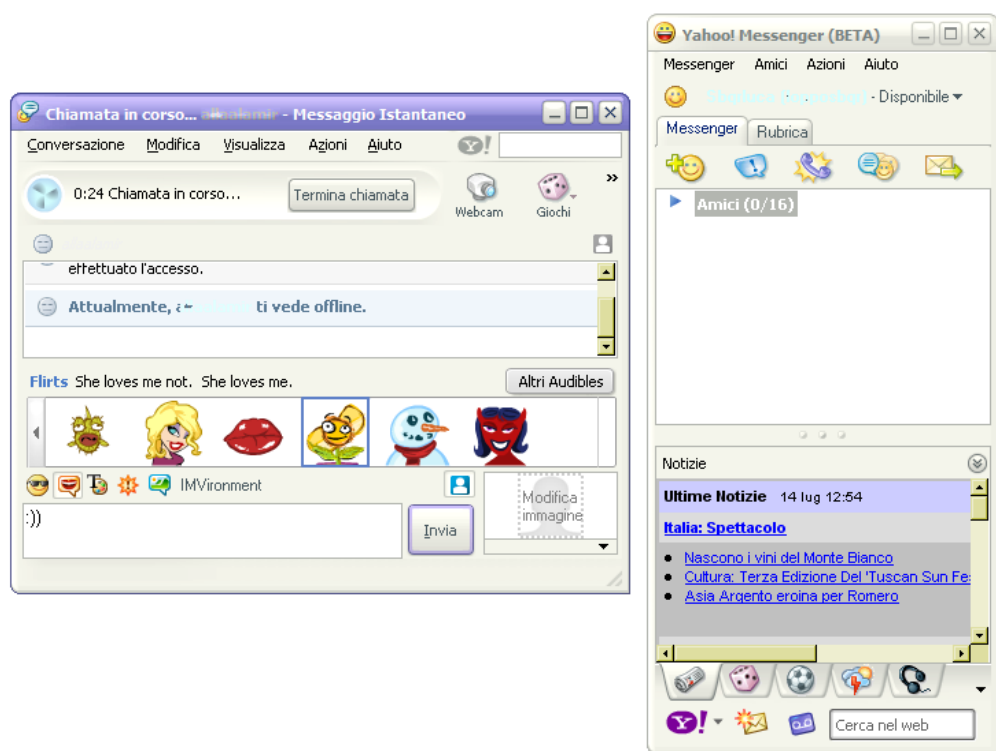 Chiamata in corso... - Messaggio Istantaneo
Conversazione Modifica Visualizza Azioni Aiuto
Y!
0:24 Chiamata in corso...
Termina chiamata
Webcam
Giochi
»
effettuato l'accesso.
Attualmente, ti vede offline.
Flirts She loves me not. She loves me.
Altri Audibles
IMVironment
:))
Invia
Modifica
immagine
Yahoo! Messenger (BETA)
Messenger Amici Azioni Aiuto
- Disponibile
Messenger Rubrica
Amici (0/16)
Notizie
Ultime Notizie 14 lug 12:54
Italia: Spettacolo
Nascono i vini del Monte Bianco
Cultura: Terza Edizione Del 'Tuscan Sun Fe
Asia Argento eroina per Romero
Y!
Cerca nel web